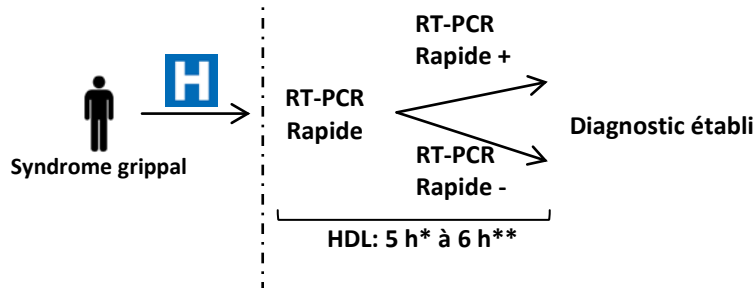 RT-PCR
Rapide +
H
RT-PCR
Rapide
Diagnostic établi
Syndrome grippal
RT-PCR
Rapide -
HDL: 5 h* à 6 h**